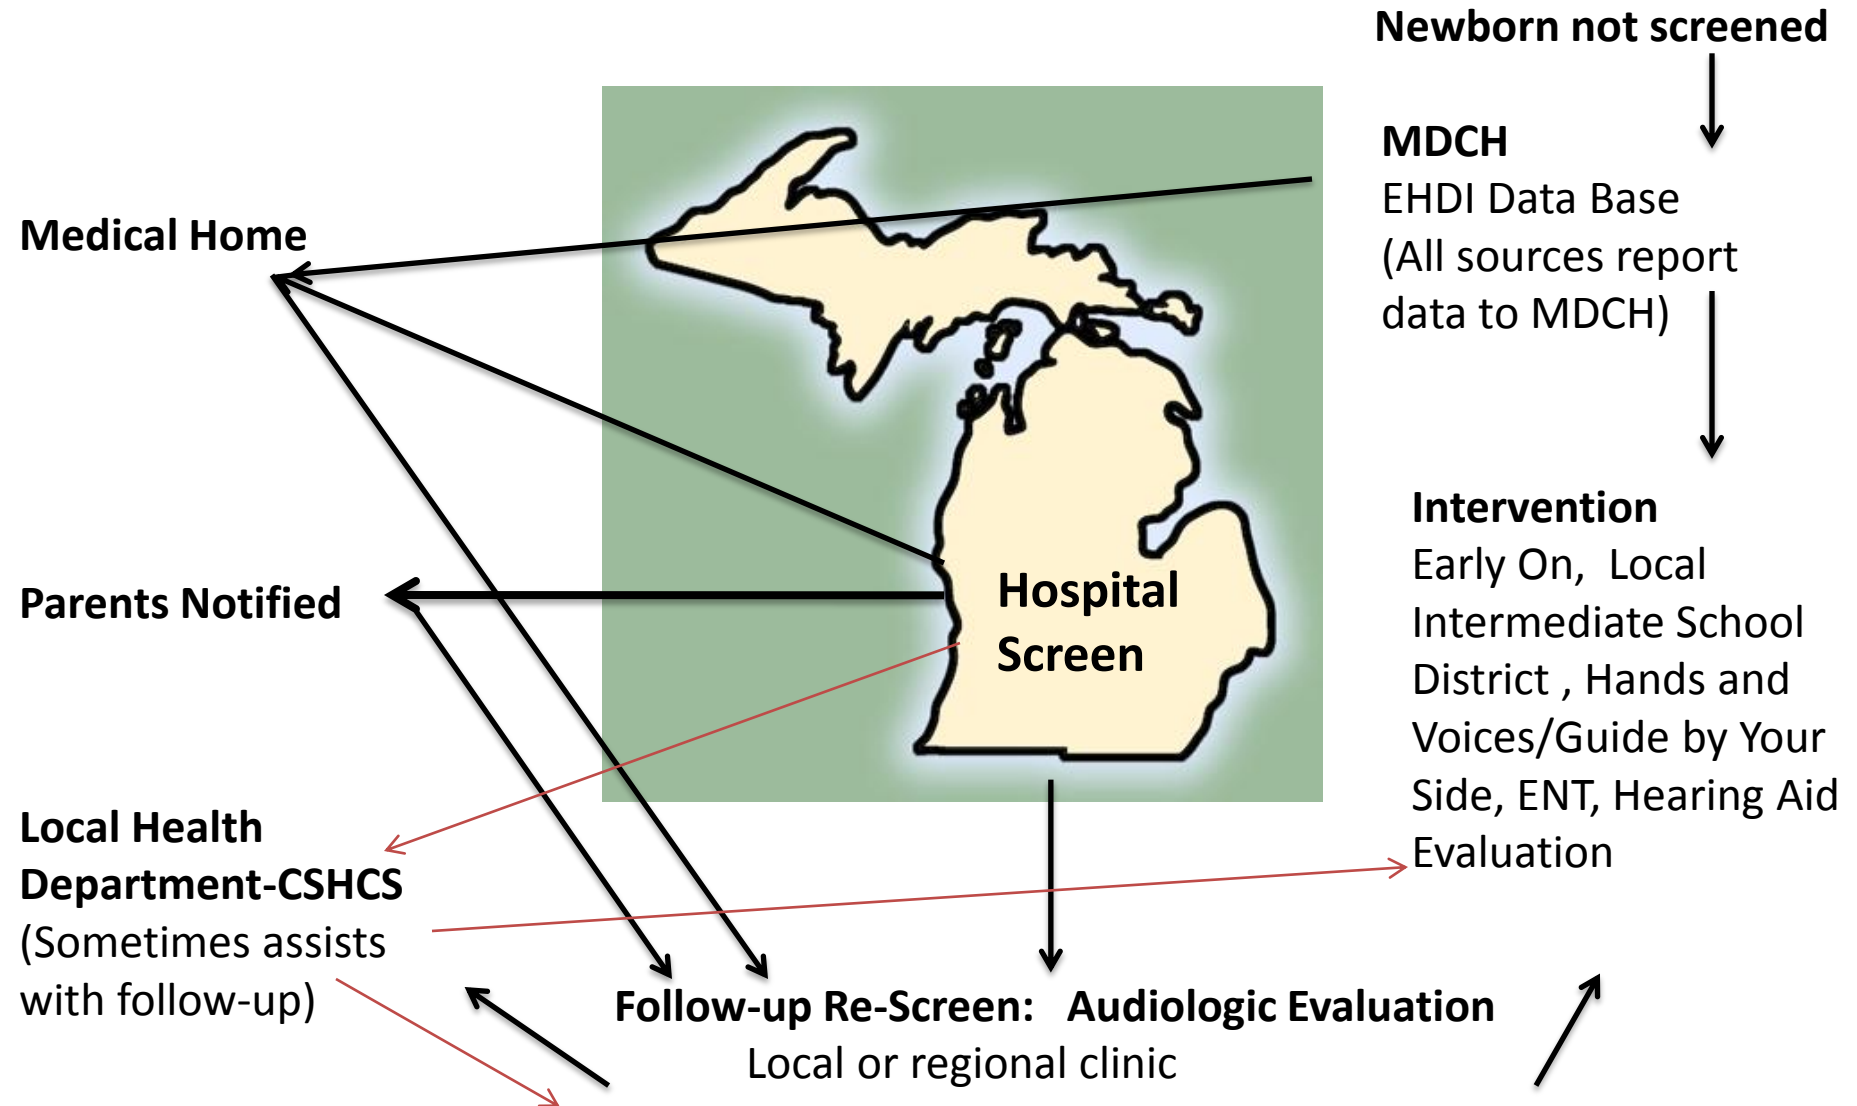 Newborn not screened
MDCH
EHDI Data Base
(All sources report
data to MDCH)
Medical Home
Intervention
Early On,  Local
Intermediate School
District , Hands and
Voices/Guide by Your
Side, ENT, Hearing Aid
Evaluation
Hospital
Screen
Parents Notified
Local Health
Department-CSHCS
(Sometimes assists
with follow-up)
Follow-up Re-Screen:   Audiologic Evaluation
Local or regional clinic